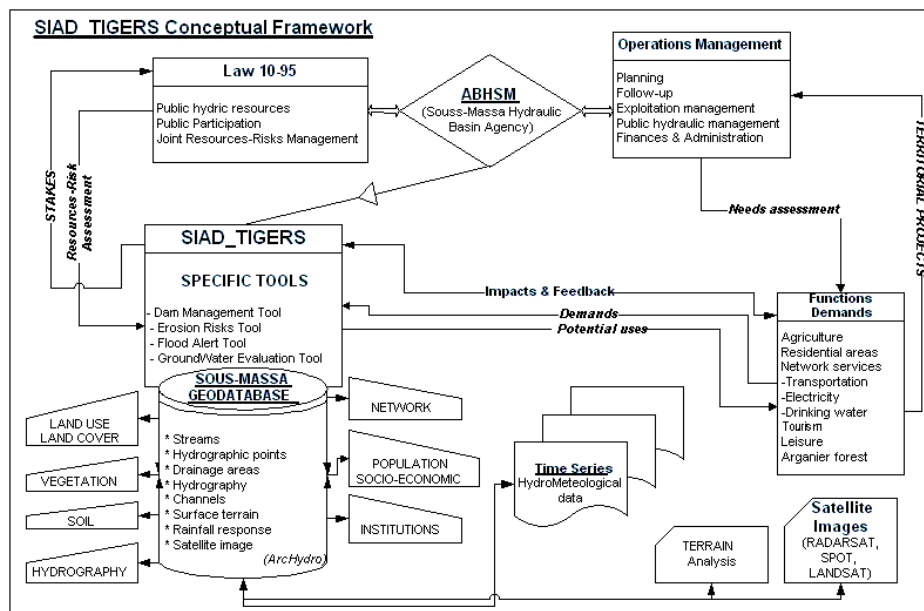 SIAD_TIGERS Conceptual Framework
Law 10-95
Public hydric resources
Public Participation
Joint Resources-Risks Management
ABHSM
(Souss-Massa Hydraulic
Basin Agency)
Operations Management
Planning
Follow-up
Exploitation management
Public hydraulic management
Finances & Administration
STAKES
Resources-Risk
Assessment
TERRITORIAL PROJECTS
Needs assessment
SIAD_TIGERS
SPECIFIC TOOLS
- Dam Management Tool
- Erosion Risks Tool
- Flood Alert Tool
- GroundWater Evaluation Tool
Impacts & Feedback
Demands
Potential uses
Functions
Demands
Agriculture
Residential areas
Network services
-Transportation
-Electricity
-Drinking water
Tourism
Leisure
Arganier forest
SOUS-MASSA
GEODATABASE
* Streams
* Hydrographic points
* Drainage areas
* Hydrography
* Channels
* Surface terrain
* Rainfall response
* Satellite image
(ArcHydro)
LAND USE
LAND COVER
VEGETATION
SOIL
HYDROGRAPHY
NETWORK
POPULATION
SOCIO-ECONOMIC
INSTITUTIONS
Time Series
HydroMeteological
data
TERRAIN
Analysis
Satellite
Images
(RADARSAT,
SPOT,
LANDSAT)